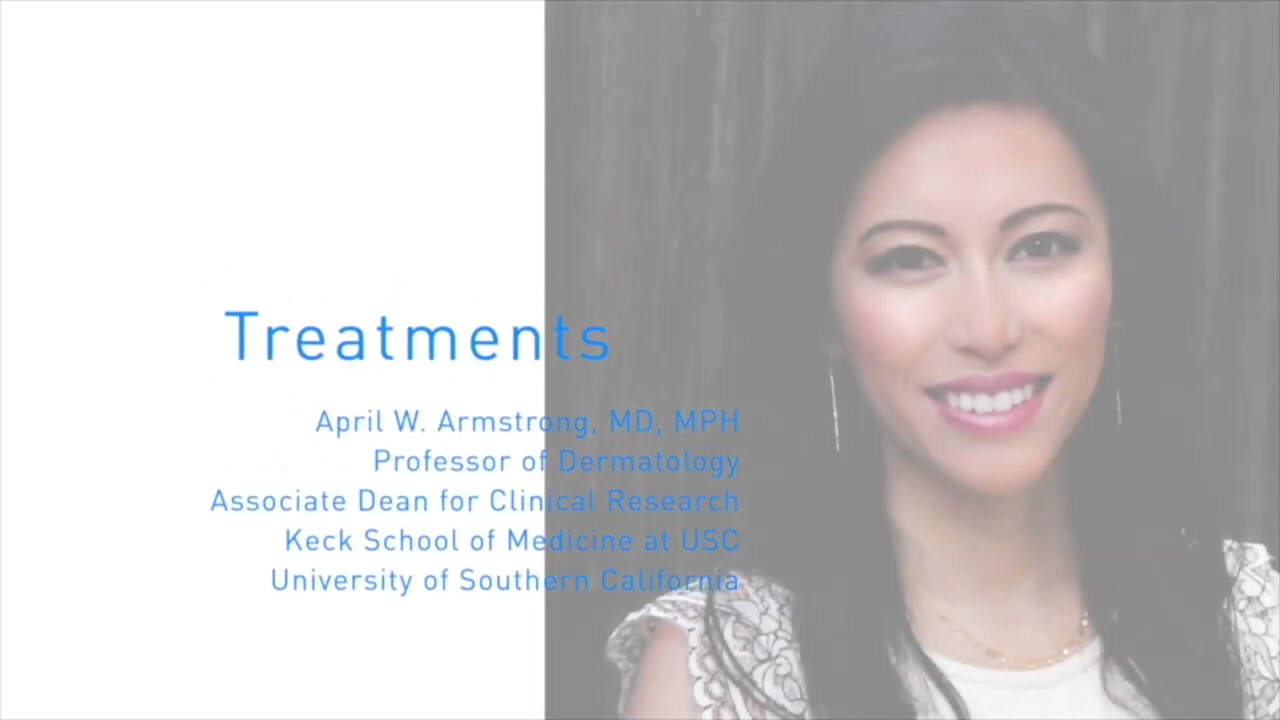 Treatments
April W. Armstrong, MD, MPH
Professor of Dermatology
Associate Dean for Clinical Research
Keck School of Medicine at USC
University of Southern California